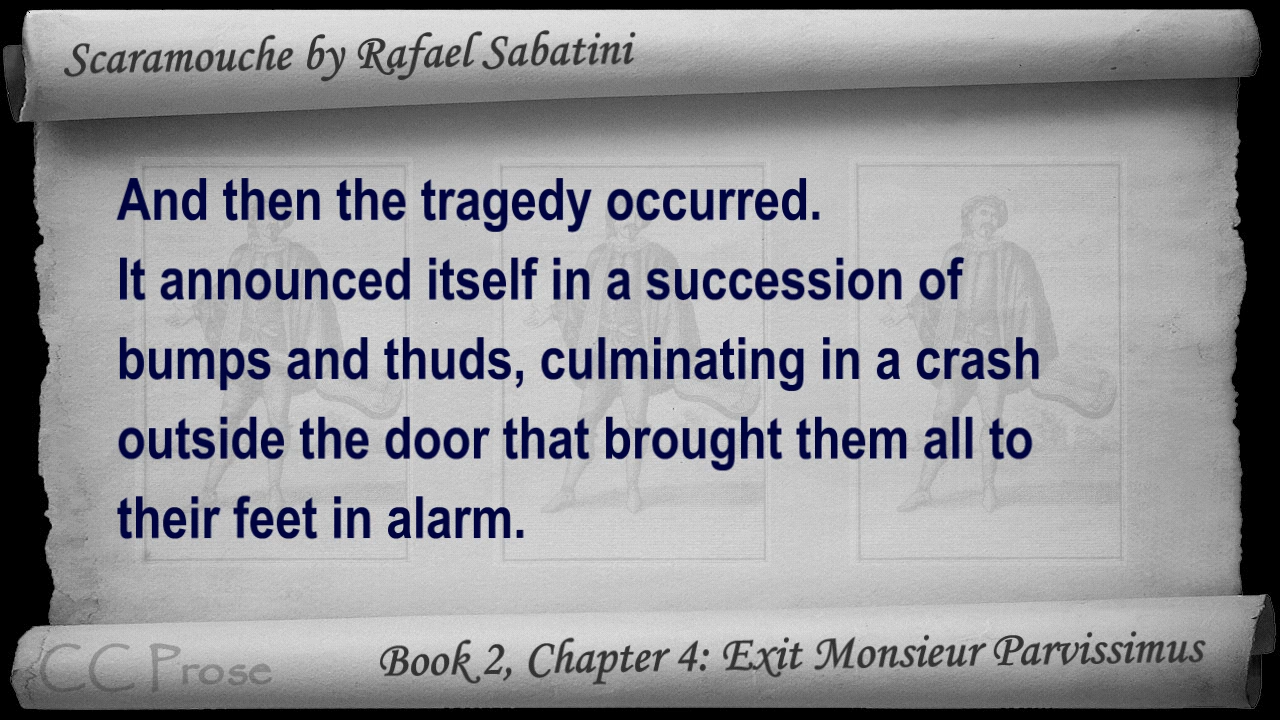 Scaramouche by Rafael Sabatini
And then the tragedy occurred.
It announced itself in a succession of
bumps and thuds, culminating in a crash
outside the door that brought them all to
their feet in alarm.
CC Prose
Book 2, Chapter 4: Exit Monsieur Parvissimus